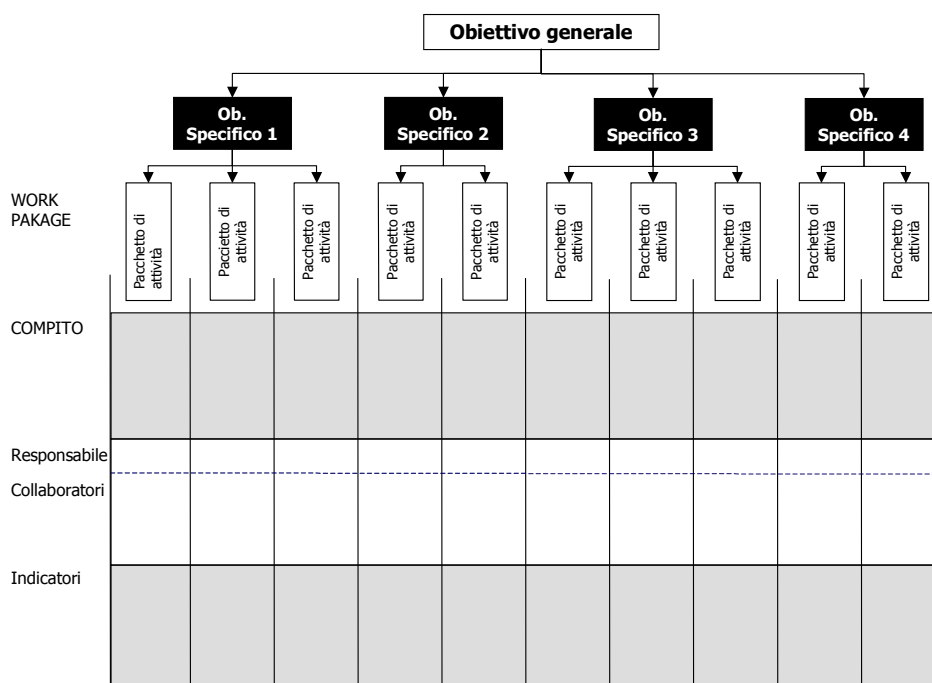 Obiettivo generale
Ob.
Specifico 1
Ob.
Specifico 2
Ob.
Specifico 3
Ob.
Specifico 4
WORK
PAKAGE
Pacchetto di
attività
Paccietto di
attività
Pacchetto di
attività
Pacchetto di
attività
Pacchetto di
attività
Pacchetto di
attività
Pacchetto di
attività
Pacchetto di
attività
Pacchetto di
attività
Pacchetto di
attività
COMPITO
Responsabile
Collaboratori
Indicatori